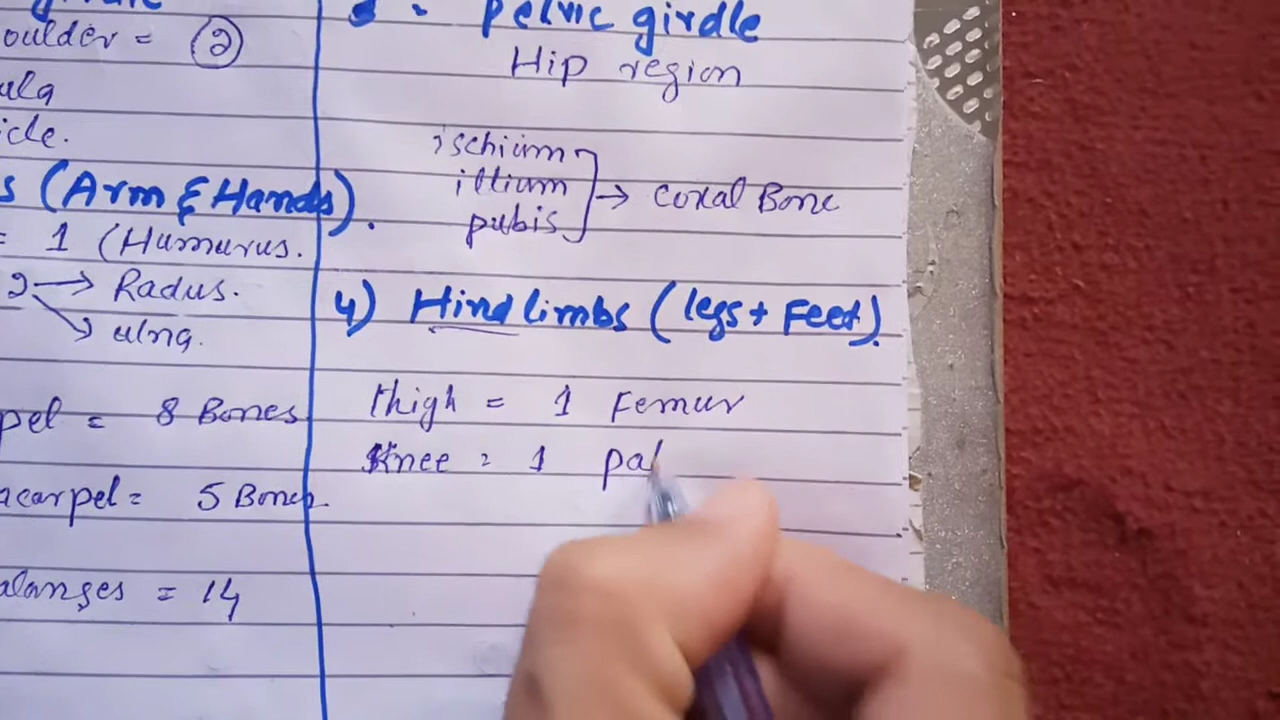 oulder = 2
ula
icle.
s (Arm & Hands).
= 1 (Humurus.
2 → Radus.
↘ ulna.
pel = 8 Bones
acarpel = 5 Bones
alanges = 14
Pelvic girdle
Hip region
ischium
illium
pubis
→ coxal Bone
4) Hind limbs (legs + Feet).
thigh = 1 Femur
Knee = 1 pa